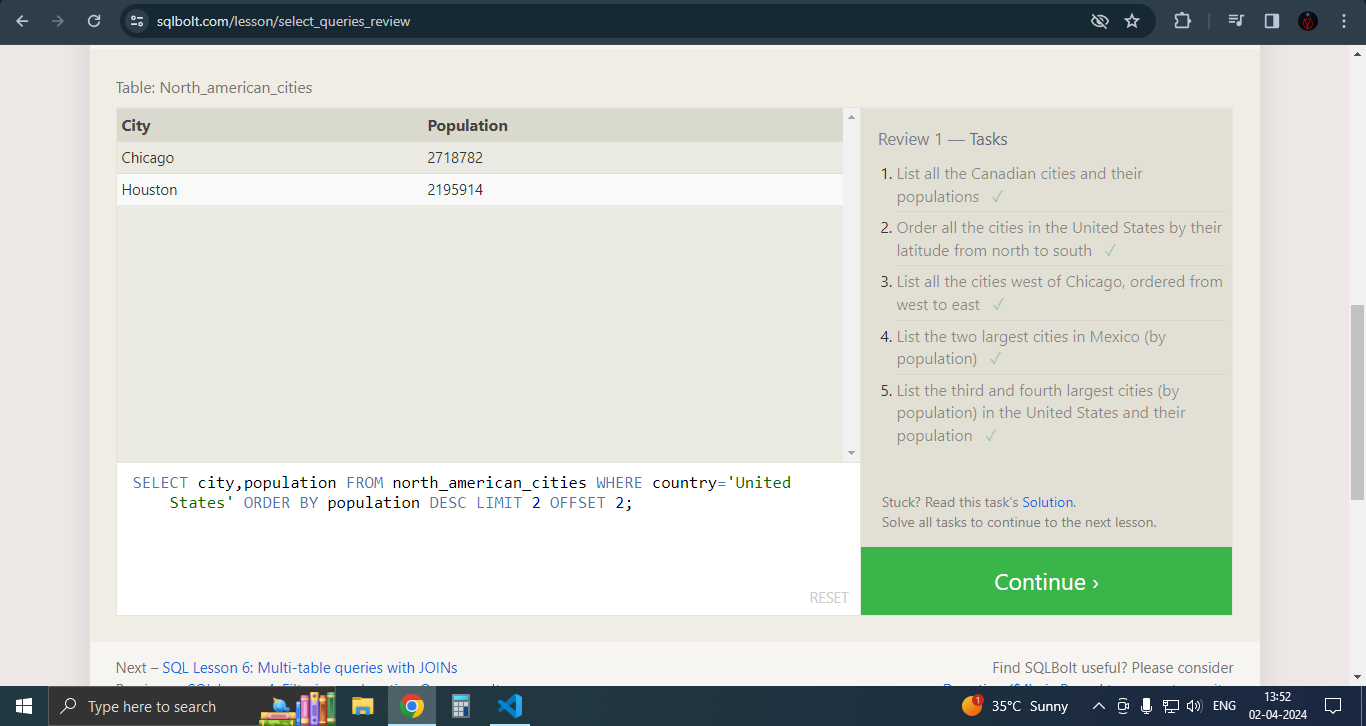 sqlbolt.com/lesson/select_queries_review
Table: North_american_cities
City Population
Chicago 2718782
Houston 2195914
SELECT city,population FROM north_american_cities WHERE country='United
States' ORDER BY population DESC LIMIT 2 OFFSET 2;
RESET
Review 1 — Tasks
1. List all the Canadian cities and their
populations ✓
2. Order all the cities in the United States by their
latitude from north to south ✓
3. List all the cities west of Chicago, ordered from
west to east ✓
4. List the two largest cities in Mexico (by
population) ✓
5. List the third and fourth largest cities (by
population) in the United States and their
population ✓
Stuck? Read this task's Solution.
Solve all tasks to continue to the next lesson.
Continue ›
Next – SQL Lesson 6: Multi-table queries with JOINs
Find SQLBolt useful? Please consider
Type here to search
1
35°C Sunny
ENG
13:52
02-04-2024